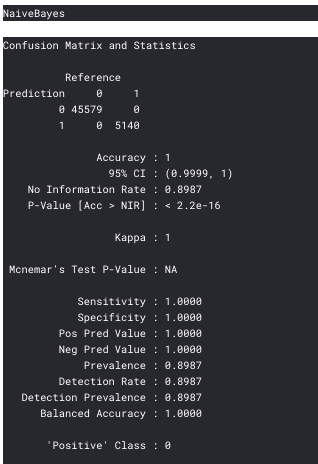 NaiveBayes
Confusion Matrix and Statistics
Reference
Prediction 0 1
0 45579 0
1 0 5140
Accuracy : 1
95% CI : (0.9999, 1)
No Information Rate : 0.8987
P-Value [Acc > NIR] : < 2.2e-16
Kappa : 1
Mcnemar's Test P-Value : NA
Sensitivity : 1.0000
Specificity : 1.0000
Pos Pred Value : 1.0000
Neg Pred Value : 1.0000
Prevalence : 0.8987
Detection Rate : 0.8987
Detection Prevalence : 0.8987
Balanced Accuracy : 1.0000
'Positive' Class : 0